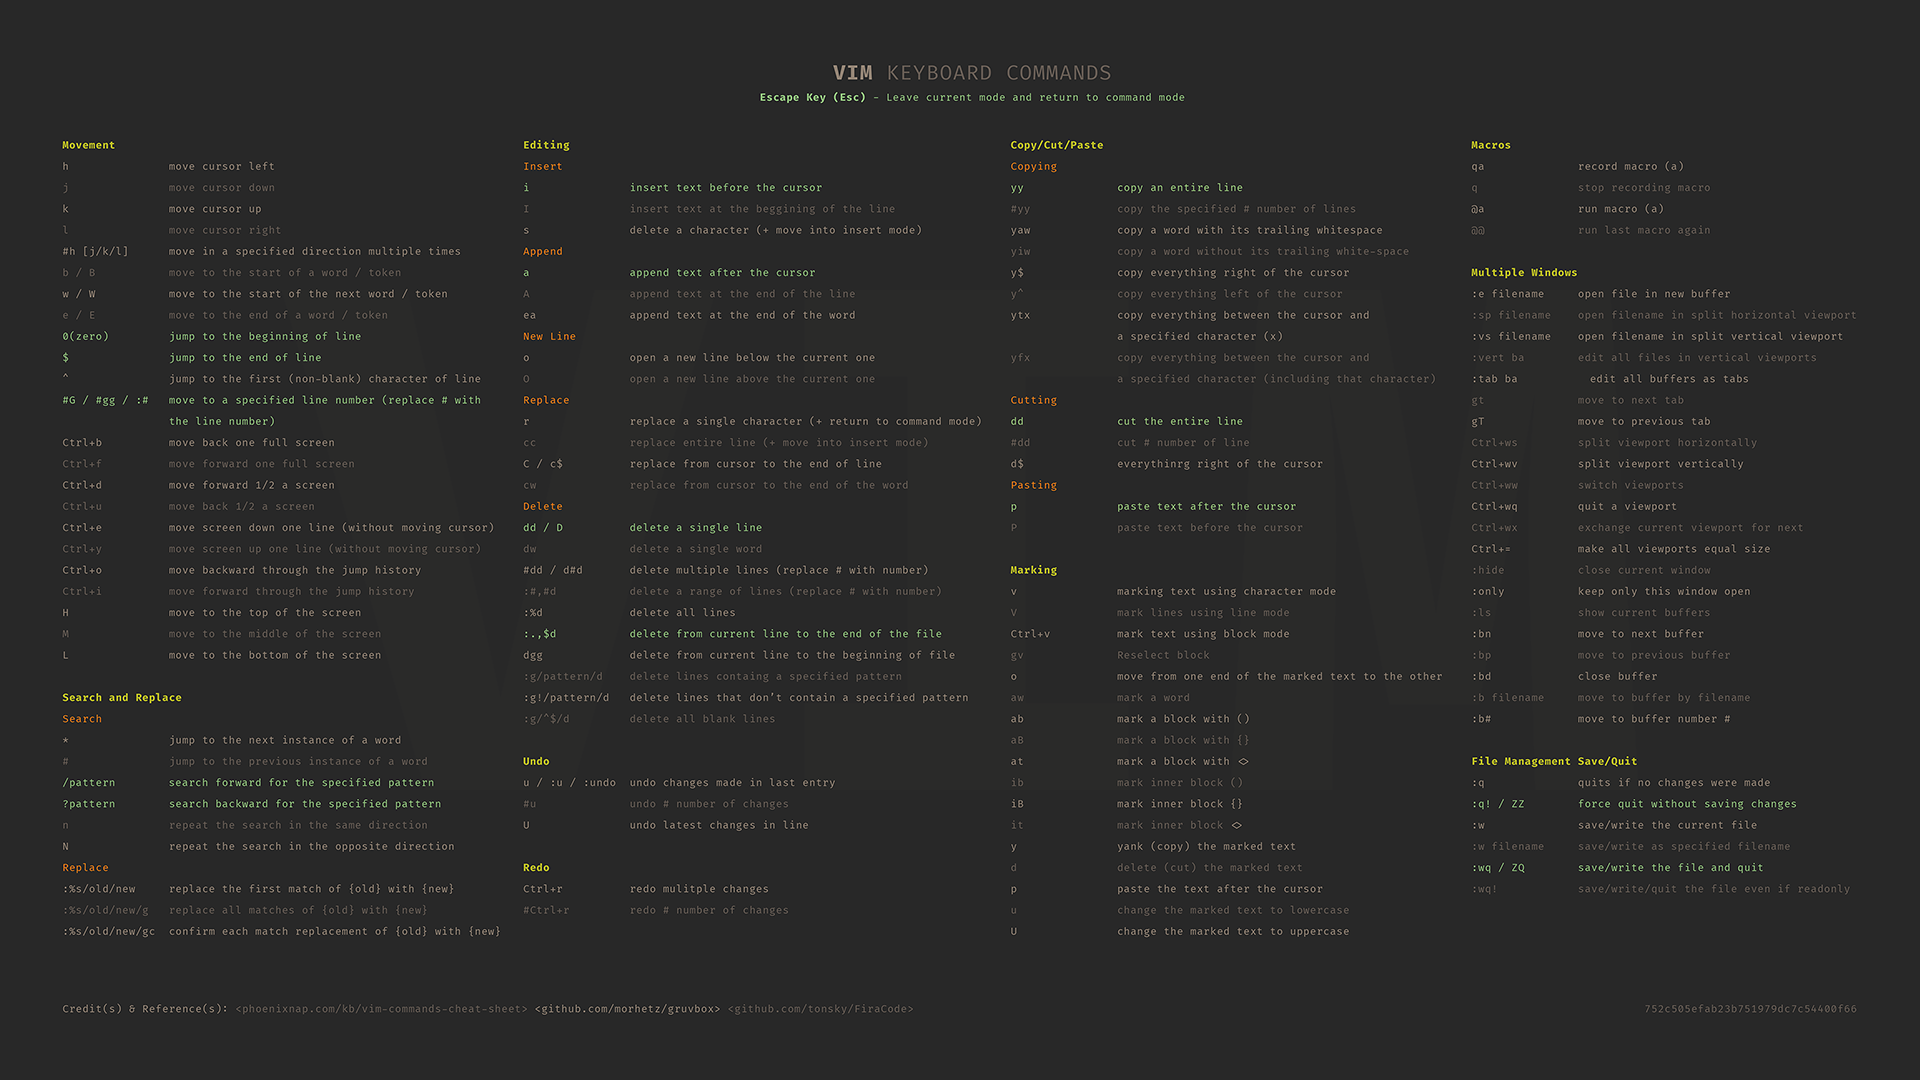 VIM KEYBOARD COMMANDS
Escape Key (Esc) - Leave current mode and return to command mode
Movement
h move cursor left
j move cursor down
k move cursor up
l move cursor right
#h [j/k/l] move in a specified direction multiple times
b / B move to the start of a word / token
w / W move to the start of the next word / token
e / E move to the end of a word / token
0(zero) jump to the beginning of line
$ jump to the end of line
^ jump to the first (non-blank) character of line
#G / #gg / :# move to a specified line number (replace # with
the line number)
Ctrl+b move back one full screen
Ctrl+f move forward one full screen
Ctrl+d move forward 1/2 a screen
Ctrl+u move back 1/2 a screen
Ctrl+e move screen down one line (without moving cursor)
Ctrl+y move screen up one line (without moving cursor)
Ctrl+o move backward through the jump history
Ctrl+i move forward through the jump history
H move to the top of the screen
M move to the middle of the screen
L move to the bottom of the screen
Search and Replace
Search
* jump to the next instance of a word
# jump to the previous instance of a word
/pattern search forward for the specified pattern
?pattern search backward for the specified pattern
n repeat the search in the same direction
N repeat the search in the opposite direction
Replace
:%s/old/new replace the first match of {old} with {new}
:%s/old/new/g replace all matches of {old} with {new}
:%s/old/new/gc confirm each match replacement of {old} with {new}
Editing
Insert
i insert text before the cursor
I insert text at the beggining of the line
s delete a character (+ move into insert mode)
Append
a append text after the cursor
A append text at the end of the line
ea append text at the end of the word
New Line
o open a new line below the current one
O open a new line above the current one
Replace
r replace a single character (+ return to command mode)
cc replace entire line (+ move into insert mode)
C / c$ replace from cursor to the end of line
cw replace from cursor to the end of the word
Delete
dd / D delete a single line
dw delete a single word
#dd / d#d delete multiple lines (replace # with number)
:#,#d delete a range of lines (replace # with number)
:%d delete all lines
:.,$d delete from current line to the end of the file
dgg delete from current line to the beginning of file
:g/pattern/d delete lines containg a specified pattern
:g!/pattern/d delete lines that don’t contain a specified pattern
:g/^$/d delete all blank lines
Undo
u / :u / :undo undo changes made in last entry
#u undo # number of changes
U undo latest changes in line
Redo
Ctrl+r redo mulitple changes
#Ctrl+r redo # number of changes
Copy/Cut/Paste
Copying
yy copy an entire line
#yy copy the specified # number of lines
yaw copy a word with its trailing whitespace
yiw copy a word without its trailing white-space
y$ copy everything right of the cursor
y^ copy everything left of the cursor
ytx copy everything between the cursor and
a specified character (x)
yfx copy everything between the cursor and
a specified character (including that character)
Cutting
dd cut the entire line
#dd cut # number of line
d$ everythinrg right of the cursor
Pasting
p paste text after the cursor
P paste text before the cursor
Marking
v marking text using character mode
V mark lines using line mode
Ctrl+v mark text using block mode
gv Reselect block
o move from one end of the marked text to the other
aw mark a word
ab mark a block with ()
aB mark a block with {}
at mark a block with <>
ib mark inner block ()
iB mark inner block {}
it mark inner block <>
y yank (copy) the marked text
d delete (cut) the marked text
p paste the text after the cursor
u change the marked text to lowercase
U change the marked text to uppercase
Macros
qa record macro (a)
q stop recording macro
@a run macro (a)
@@ run last macro again
Multiple Windows
:e filename open file in new buffer
:sp filename open filename in split horizontal viewport
:vs filename open filename in split vertical viewport
:vert ba edit all files in vertical viewports
:tab ba edit all buffers as tabs
gt move to next tab
gT move to previous tab
Ctrl+ws split viewport horizontally
Ctrl+wv split viewport vertically
Ctrl+ww switch viewports
Ctrl+wq quit a viewport
Ctrl+wx exchange current viewport for next
Ctrl+= make all viewports equal size
:hide close current window
:only keep only this window open
:ls show current buffers
:bn move to next buffer
:bp move to previous buffer
:bd close buffer
:b filename move to buffer by filename
:b# move to buffer number #
File Management Save/Quit
:q quits if no changes were made
:q! / ZZ force quit without saving changes
:w save/write the current file
:w filename save/write as specified filename
:wq / ZQ save/write the file and quit
:wq! save/write/quit the file even if readonly
Credit(s) & Reference(s): <phoenixnap.com/kb/vim-commands-cheat-sheet> <github.com/morhetz/gruvbox> <github.com/tonsky/FiraCode>
752c505efab23b751979dc7c54400f66
VIM